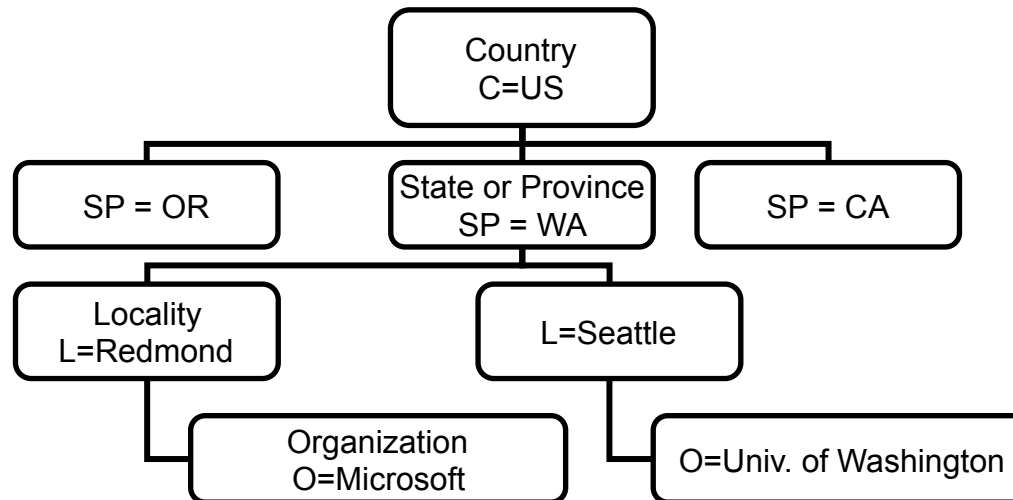 Country
C=US
SP = OR
State or Province
SP = WA
SP = CA
Locality
L=Redmond
L=Seattle
Organization
O=Microsoft
O=Univ. of Washington